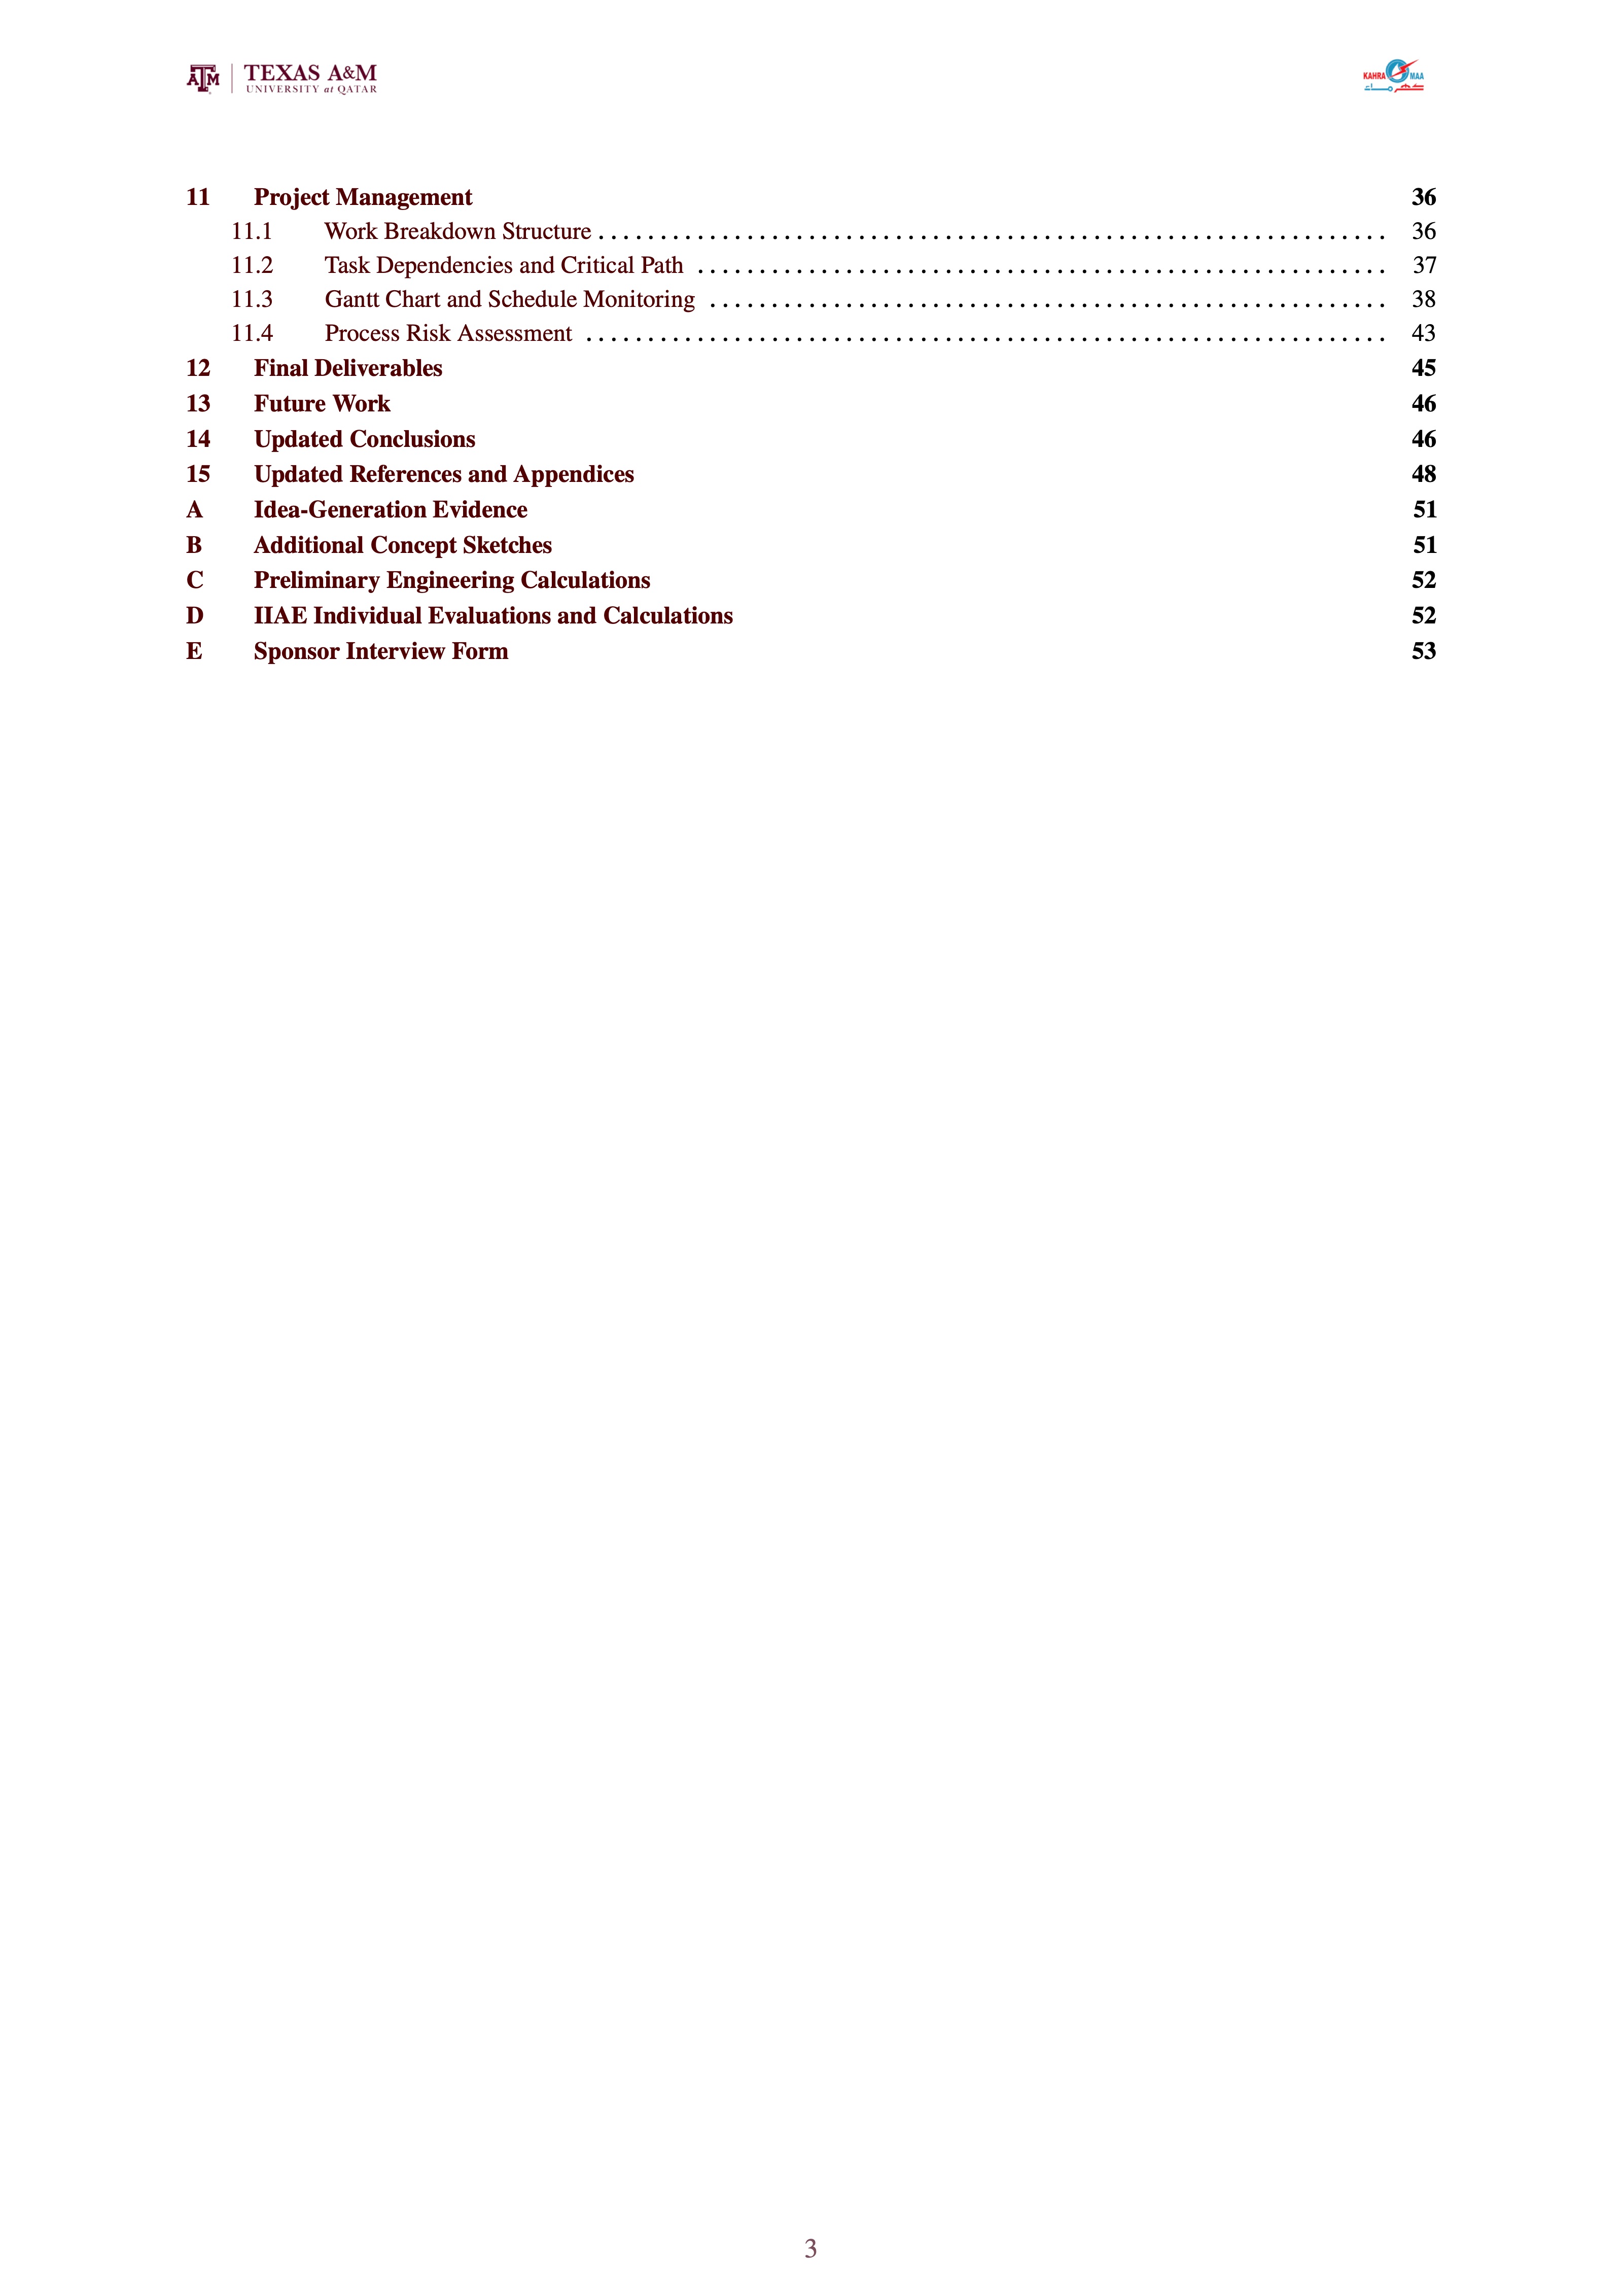 TEXAS A&M
UNIVERSITY at QATAR
KAHRA MAA
كهرماء
11 Project Management 36
11.1 Work Breakdown Structure . . . . . . . . . . . . . . . . . . . . . . . . . . . . . . . . . . . . . . . . . . . . . . . . . . . . . . . . . . . . . . . . 36
11.2 Task Dependencies and Critical Path . . . . . . . . . . . . . . . . . . . . . . . . . . . . . . . . . . . . . . . . . . . . . . . . . . . . . . . . 37
11.3 Gantt Chart and Schedule Monitoring . . . . . . . . . . . . . . . . . . . . . . . . . . . . . . . . . . . . . . . . . . . . . . . . . . . . . . . 38
11.4 Process Risk Assessment . . . . . . . . . . . . . . . . . . . . . . . . . . . . . . . . . . . . . . . . . . . . . . . . . . . . . . . . . . . . . . . . . 43
12 Final Deliverables 45
13 Future Work 46
14 Updated Conclusions 46
15 Updated References and Appendices 48
A Idea-Generation Evidence 51
B Additional Concept Sketches 51
C Preliminary Engineering Calculations 52
D IIAE Individual Evaluations and Calculations 52
E Sponsor Interview Form 53
3